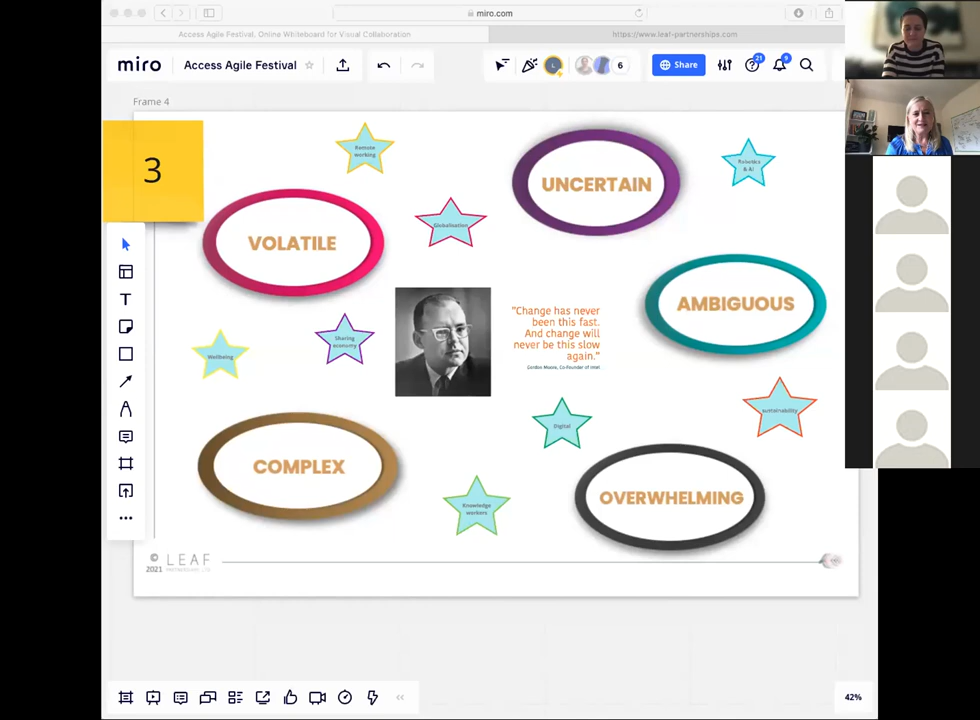 miro.com
Access Agile Festival, Online Whiteboard for Visual Collaboration
https://www.leaf-partnerships.com
miro
Access Agile Festival
L
6
Share
21
9
Frame 4
3
Remote
working
UNCERTAIN
Robotics
& AI
VOLATILE
Globalisation
AMBIGUOUS
"Change has never
been this fast.
And change will
never be this slow
again."
Gordon Moore, Co-Founder of Intel
Wellbeing
Sharing
economy
sustainability
Digital
COMPLEX
OVERWHELMING
Knowledge
workers
©
2021
LEAF
42%